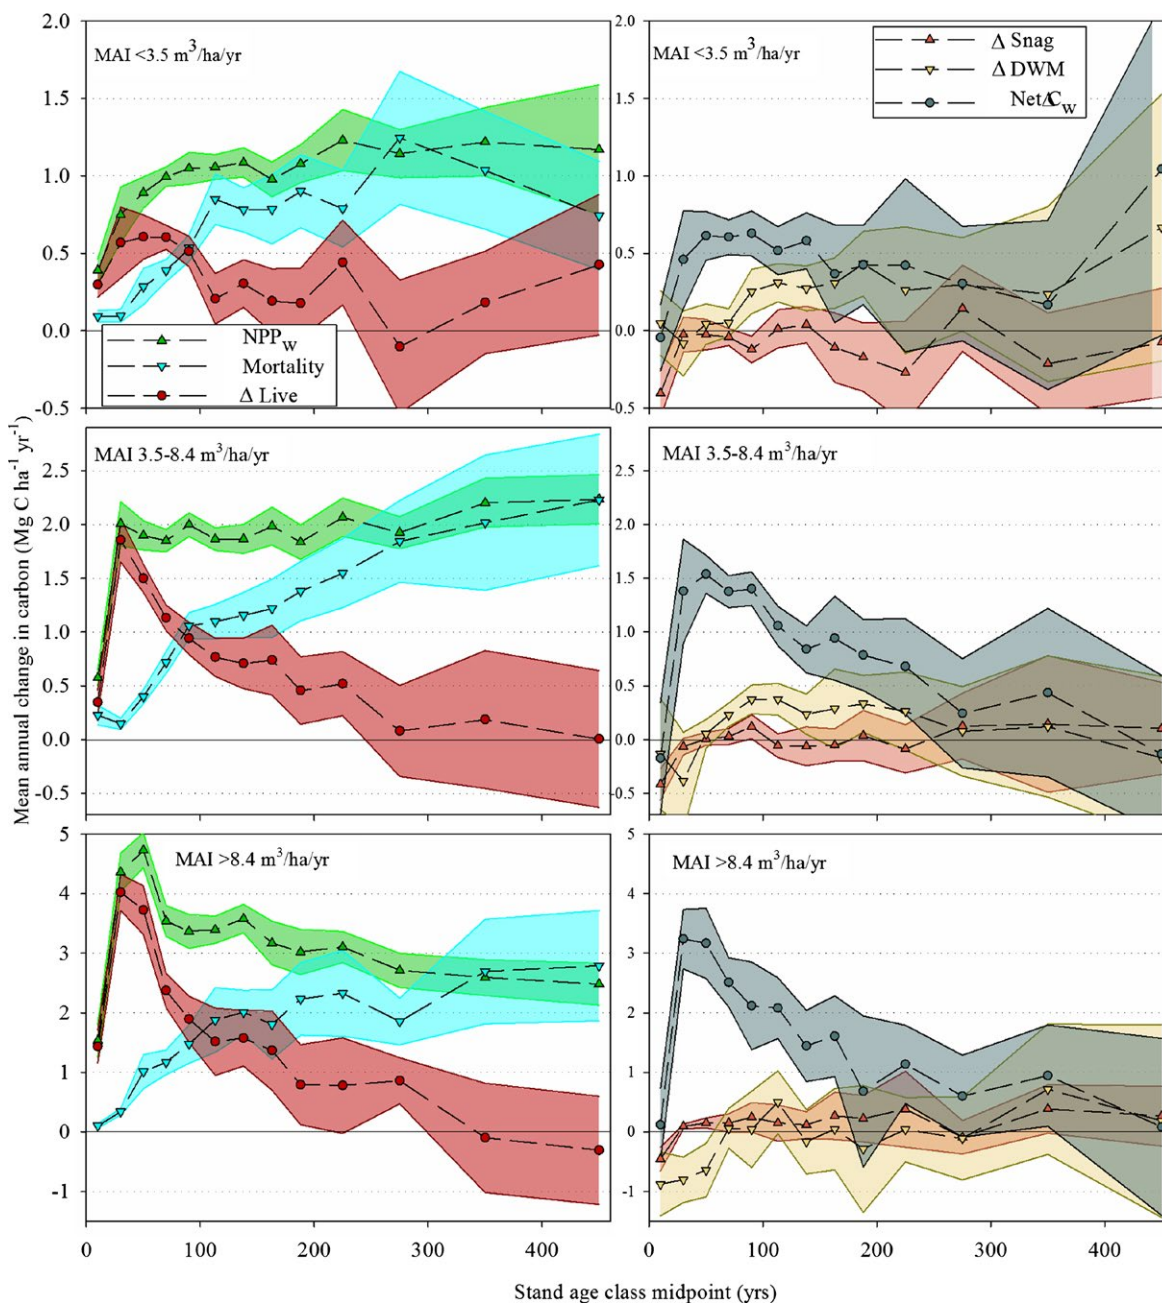 2.0
1.5
1.0
0.5
0.0
-0.5
MAI <3.5 m³/ha/yr
NPPw
Mortality
Δ Live
2.0
1.5
1.0
0.5
0.0
0.5
MAI <3.5 m³/ha/yr
Δ Snag
Δ DWM
NetΔCw
2.5
2.0
1.5
1.0
0.5
0.0
-0.5
MAI 3.5-8.4 m³/ha/yr
2.5
2.0
1.5
1.0
0.5
0.0
-0.5
MAI 3.5-8.4 m³/ha/yr
Mean annual change in carbon (Mg C ha⁻¹ yr⁻¹)
5
4
3
2
1
0
-1
MAI >8.4 m³/ha/yr
5
4
3
2
1
0
-1
MAI >8.4 m³/ha/yr
0 100 200 300 400
0 100 200 300 400
Stand age class midpoint (yrs)